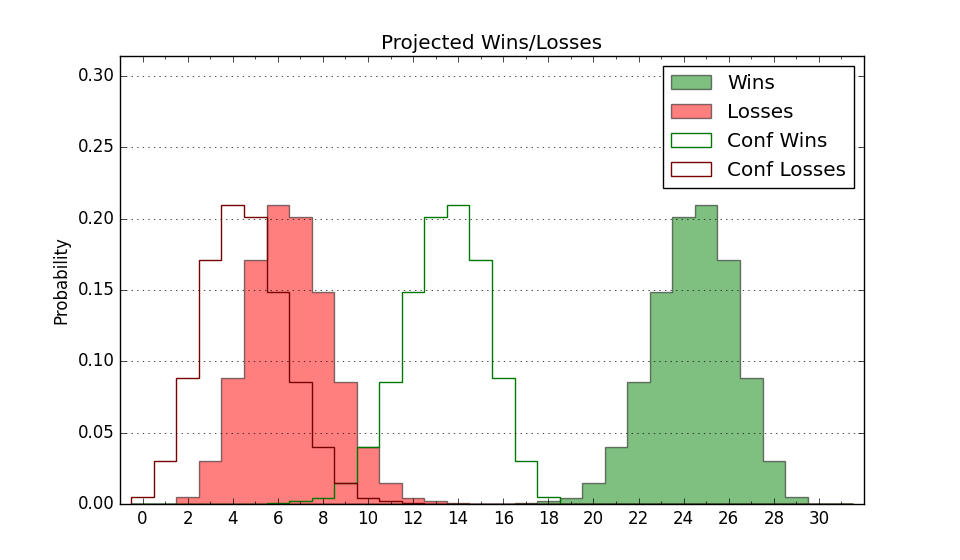 Projected Wins/Losses
0.30
0.25
0.20
0.15
0.10
0.05
0.00
Probability
Wins
Losses
Conf Wins
Conf Losses
0 2 4 6 8 10 12 14 16 18 20 22 24 26 28 30